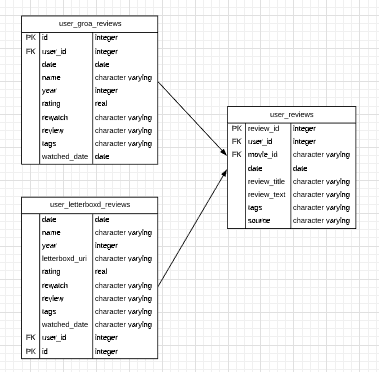 user_groa_reviews
PK id integer
FK user_id integer
date date
name character varying
year integer
rating real
rewatch character varying
review character varying
tags character varying
watched_date date
user_reviews
PK review_id integer
FK user_id integer
FK movie_id character varying
date date
review_title character varying
review_text character varying
tags character varying
source character varying
user_letterboxd_reviews
date date
name character varying
year integer
letterboxd_uri character varying
rating real
rewatch character varying
review character varying
tags character varying
watched_date character varying
FK user_id integer
PK id integer